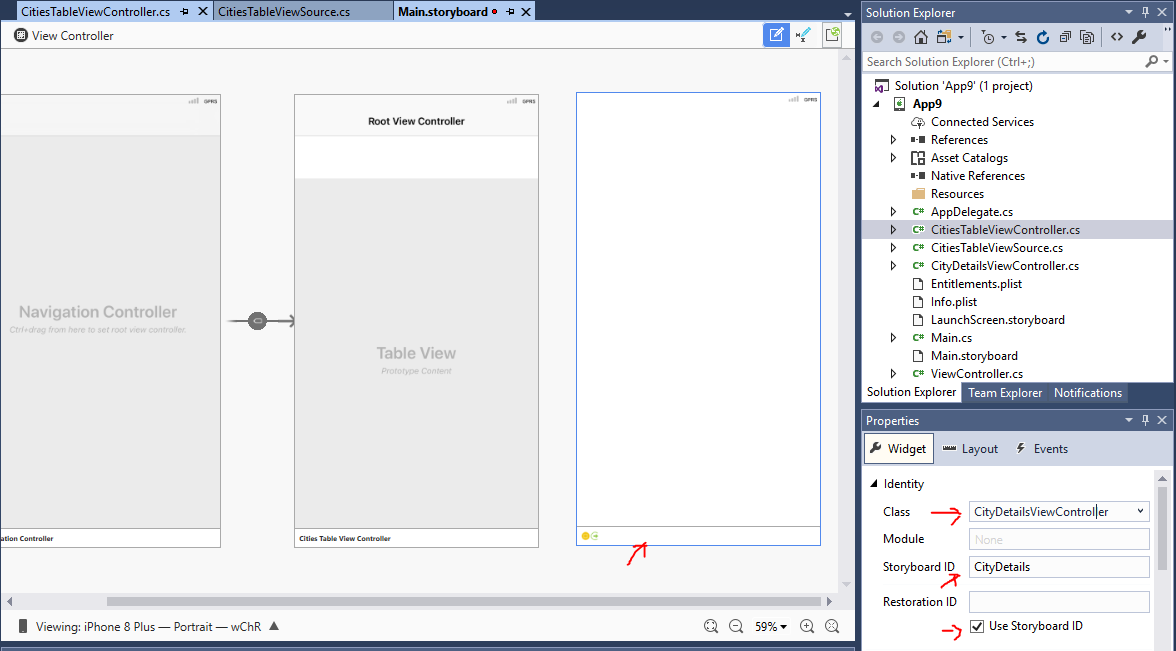 CitiesTableViewController.cs
CitiesTableViewSource.cs
Main.storyboard
View Controller
GPRS
Navigation Controller
Ctrl+drag from here to set root view controller.
ation Controller
GPRS
Root View Controller
Table View
Prototype Content
Cities Table View Controller
GPRS
Viewing: iPhone 8 Plus — Portrait — wChR
59%
Solution Explorer
Search Solution Explorer (Ctrl+;)
Solution 'App9' (1 project)
App9
Connected Services
References
Asset Catalogs
Native References
Resources
C# AppDelegate.cs
C# CitiesTableViewController.cs
C# CitiesTableViewSource.cs
C# CityDetailsViewController.cs
Entitlements.plist
Info.plist
LaunchScreen.storyboard
C# Main.cs
Main.storyboard
C# ViewController.cs
Solution Explorer Team Explorer Notifications
Properties
Widget Layout Events
Identity
Class CityDetailsViewController
Module None
Storyboard ID CityDetails
Restoration ID
Use Storyboard ID